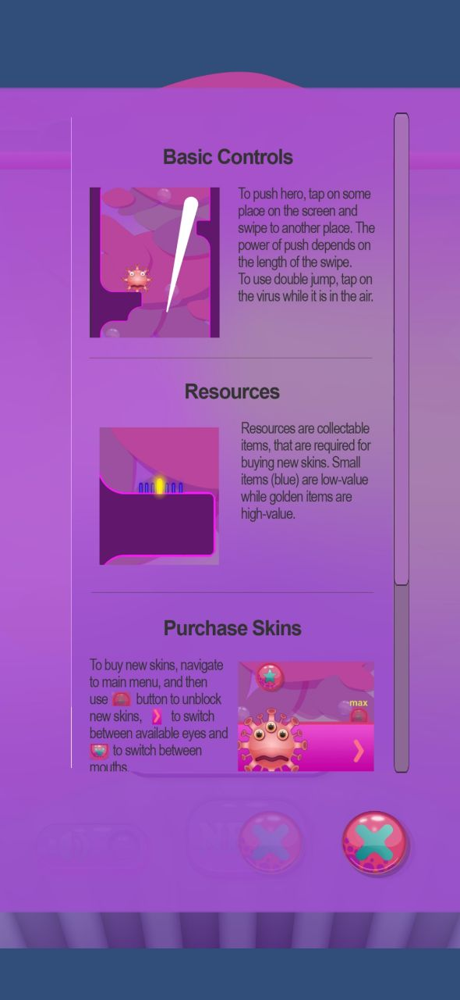 Basic Controls
To push hero, tap on some
place on the screen and
swipe to another place. The
power of push depends on
the length of the swipe.
To use double jump, tap on
the virus while it is in the air.
Resources
Resources are collectable
items, that are required for
buying new skins. Small
items (blue) are low-value
while golden items are
high-value.
Purchase Skins
To buy new skins, navigate
to main menu, and then
use button to unblock
new skins, to switch
between available eyes and
to switch between
mouths.
max